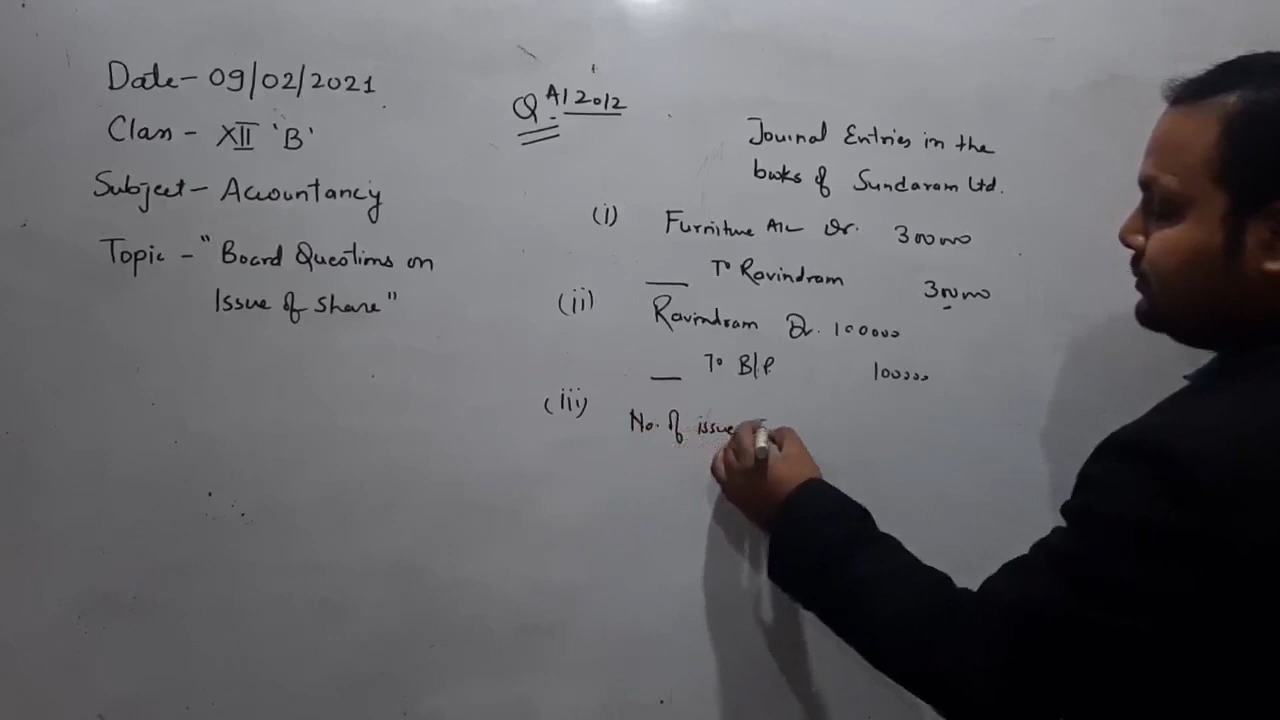 Date - 09/02/2021
Class - XII 'B'
Subject - Accountancy
Topic - "Board Questions on
Issue of share"
Q AI 2012
Journal Entries in the
books of Sundaram Ltd.
(i) Furniture A/c Dr. 300000
To Ravindram 300000
(ii) Ravindram Dr. 100000
To B/P 100000
(iii) No. of issue